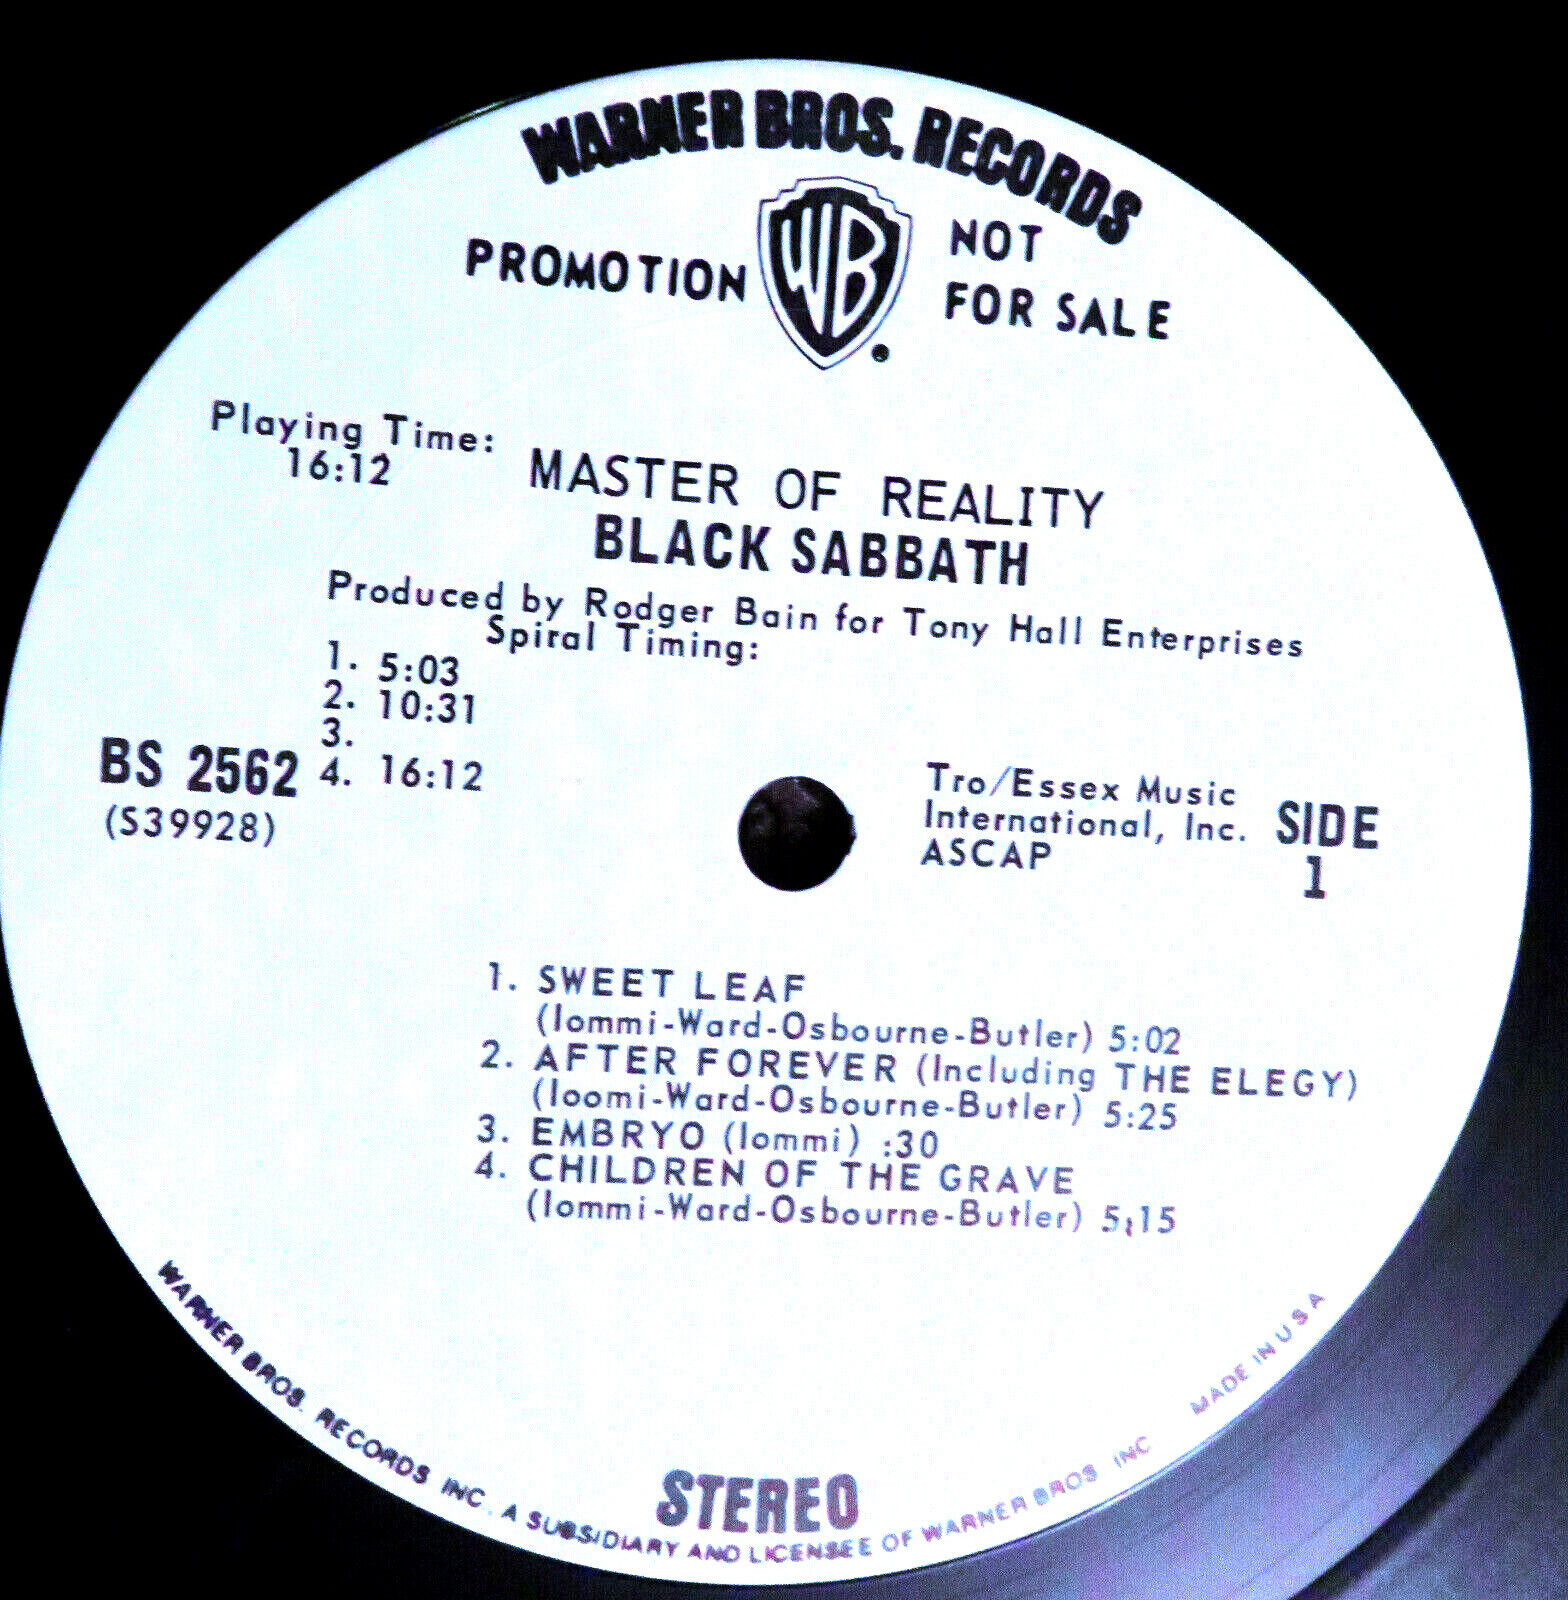 WARNER BROS. RECORDS
PROMOTION
WB
NOT
FOR SALE
Playing Time:
16:12
MASTER OF REALITY
BLACK SABBATH
Produced by Rodger Bain for Tony Hall Enterprises
Spiral Timing:
1. 5:03
2. 10:31
3.
4. 16:12
BS 2562
(S39928)
Tro/Essex Music
International, Inc.
ASCAP
SIDE
1
1. SWEET LEAF
(Iommi-Ward-Osbourne-Butler) 5:02
2. AFTER FOREVER (Including THE ELEGY)
(Ioomi-Ward-Osbourne-Butler) 5:25
3. EMBRYO (Iommi) :30
4. CHILDREN OF THE GRAVE
(Iommi-Ward-Osbourne-Butler) 5:15
STEREO
WARNER BROS. RECORDS INC. A SUBSIDIARY AND LICENSEE OF WARNER BROS INC
MADE IN USA